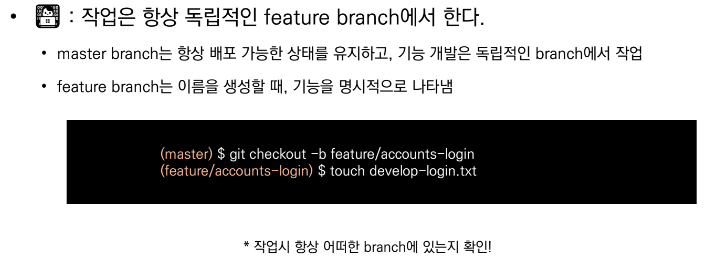 • : 작업은 항상 독립적인 feature branch에서 한다.
• master branch는 항상 배포 가능한 상태를 유지하고, 기능 개발은 독립적인 branch에서 작업
• feature branch는 이름을 생성할 때, 기능을 명시적으로 나타냄
(master) $ git checkout -b feature/accounts-login
(feature/accounts-login) $ touch develop-login.txt
* 작업시 항상 어떠한 branch에 있는지 확인!